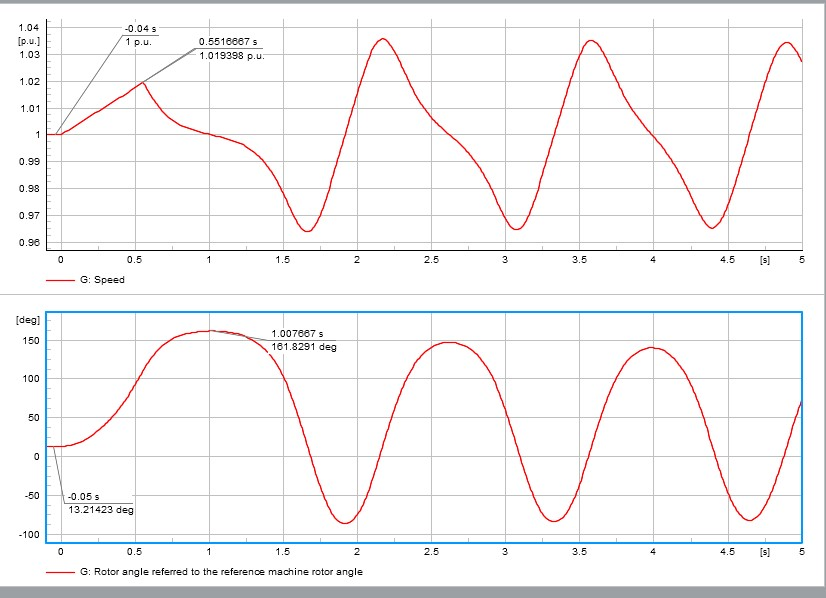 1.04
[p.u.]
1.03
1.02
1.01
1
0.99
0.98
0.97
0.96
-0.04 s
1 p.u.
0.5516667 s
1.019398 p.u.
0 0.5 1 1.5 2 2.5 3 3.5 4 4.5 [s] 5
G: Speed
[deg]
150
100
50
0
-50
-100
1.007667 s
161.8291 deg
-0.05 s
13.21423 deg
0 0.5 1 1.5 2 2.5 3 3.5 4 4.5 [s] 5
G: Rotor angle referred to the reference machine rotor angle